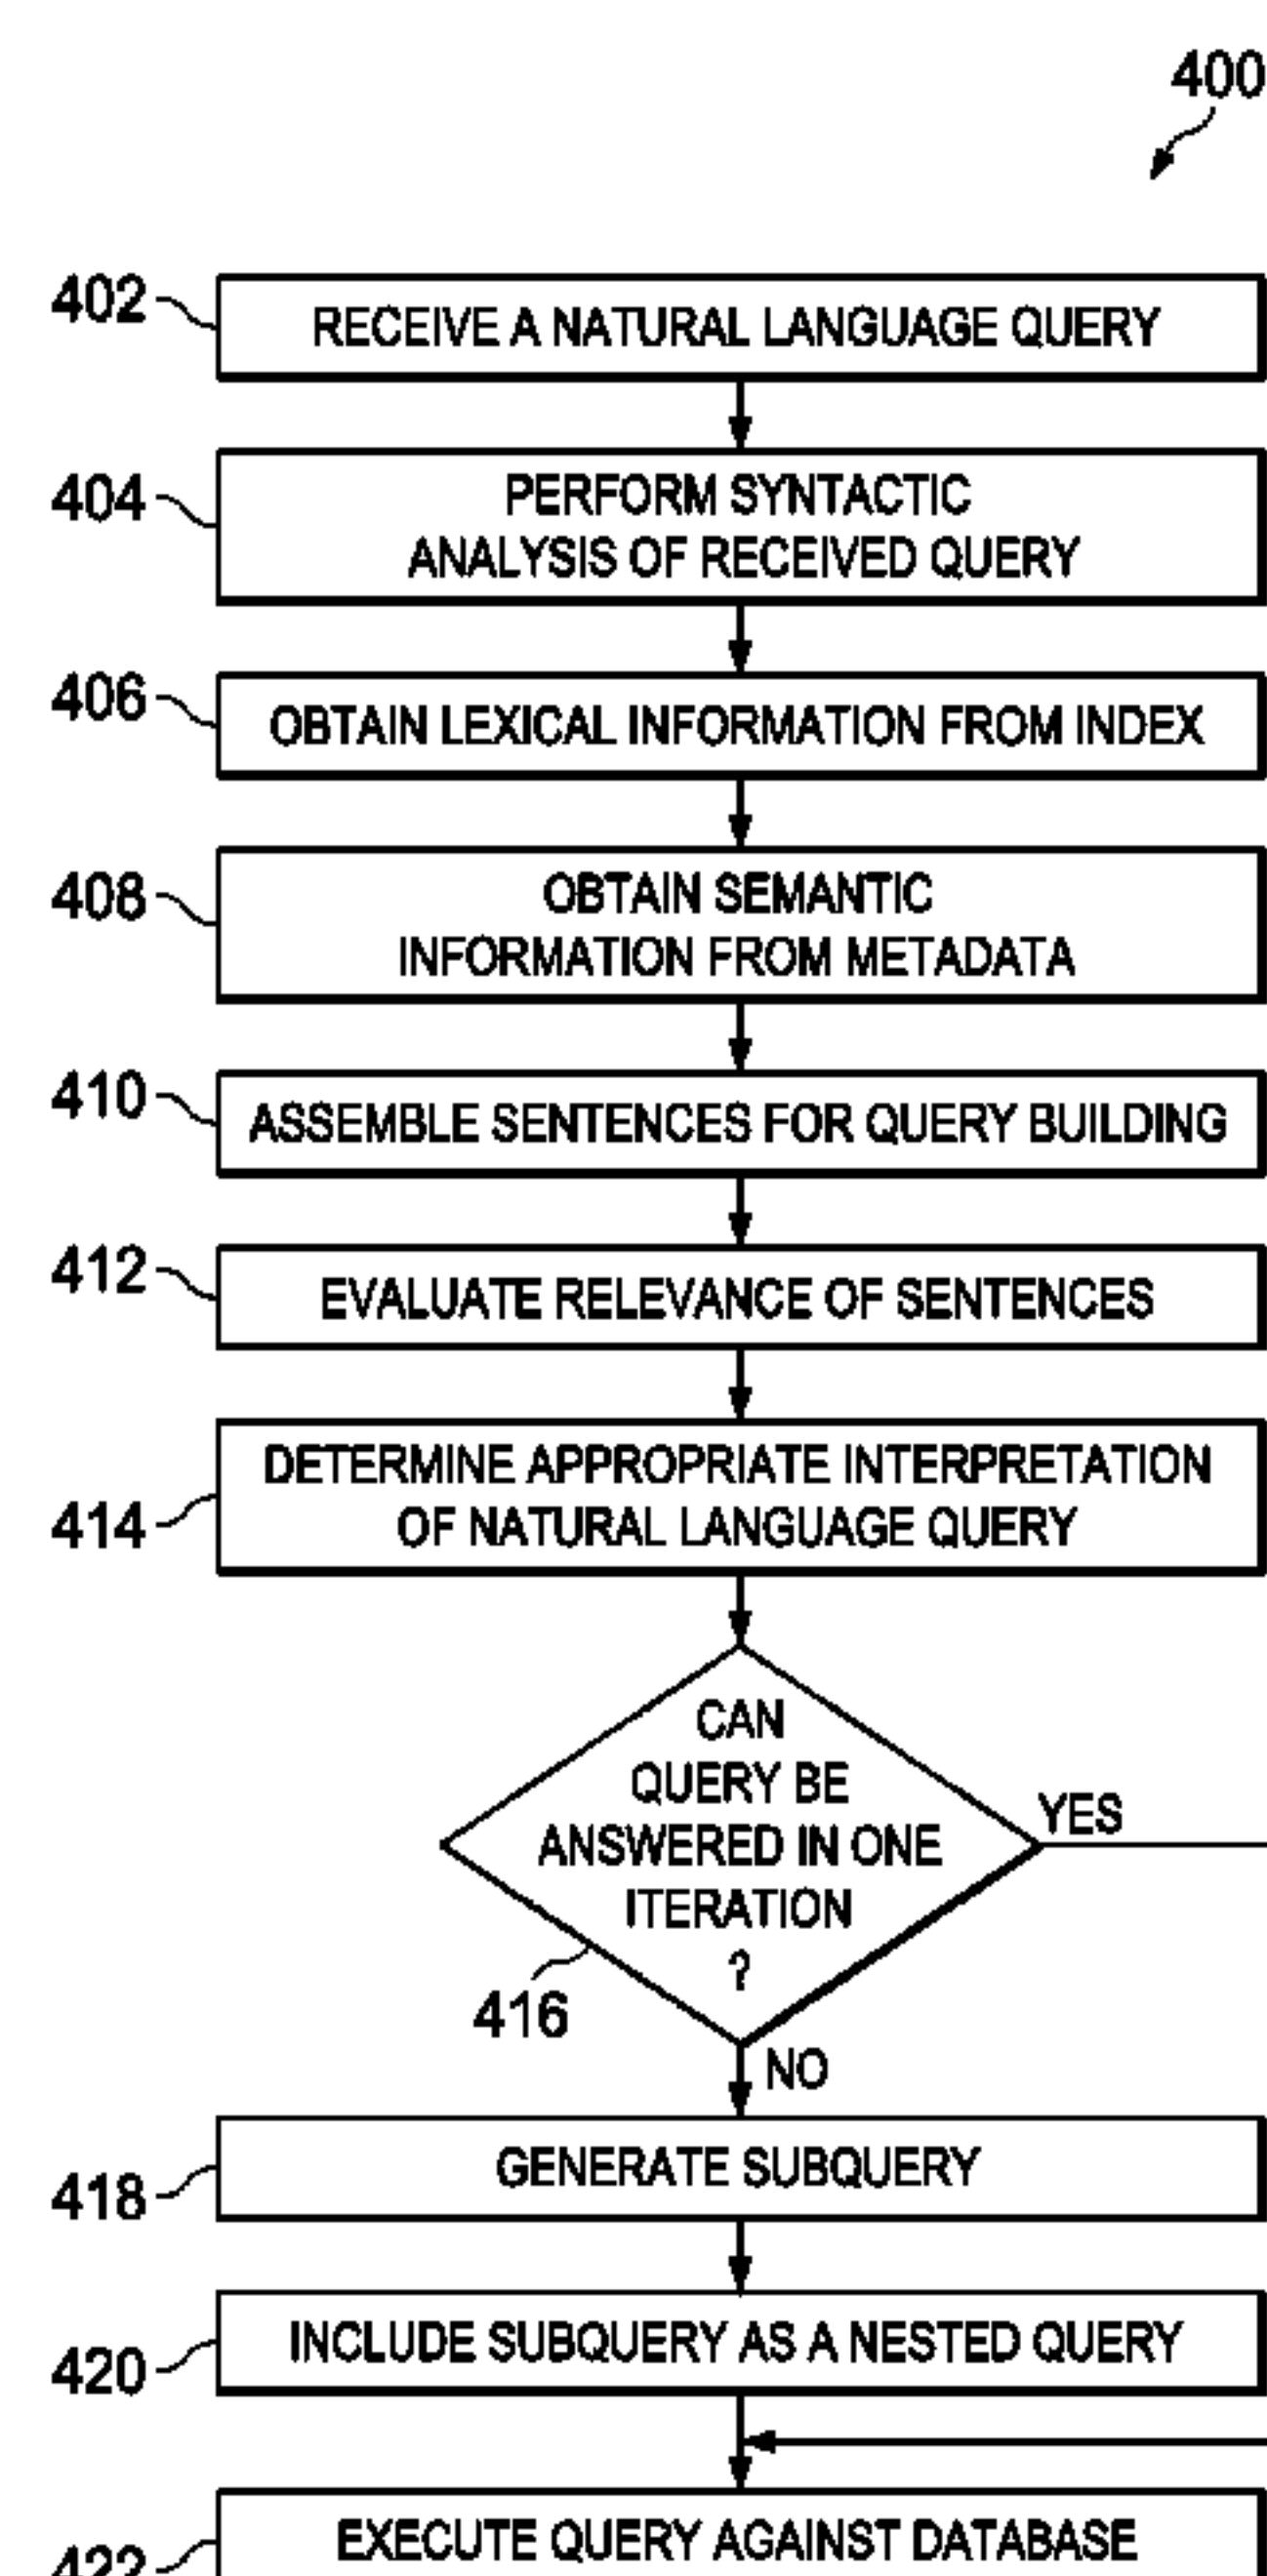 400
402
RECEIVE A NATURAL LANGUAGE QUERY
404
PERFORM SYNTACTIC
ANALYSIS OF RECEIVED QUERY
406
OBTAIN LEXICAL INFORMATION FROM INDEX
408
OBTAIN SEMANTIC
INFORMATION FROM METADATA
410
ASSEMBLE SENTENCES FOR QUERY BUILDING
412
EVALUATE RELEVANCE OF SENTENCES
DETERMINE APPROPRIATE INTERPRETATION
OF NATURAL LANGUAGE QUERY
414
CAN
QUERY BE
ANSWERED IN ONE
ITERATION
?
YES
416
NO
GENERATE SUBQUERY
418
INCLUDE SUBQUERY AS A NESTED QUERY
420
EXECUTE QUERY AGAINST DATABASE
422